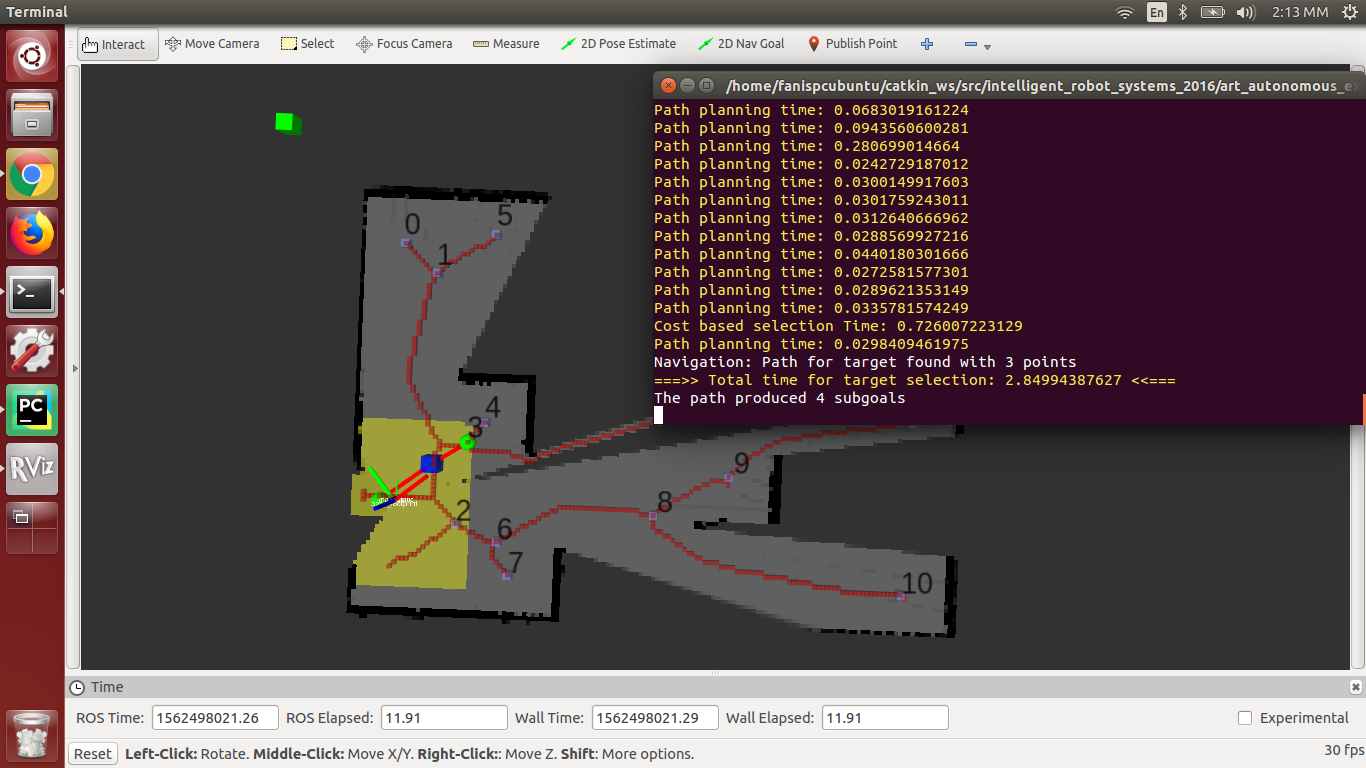 Terminal
En
2:13 MM
Interact
Move Camera
Select
Focus Camera
Measure
2D Pose Estimate
2D Nav Goal
Publish Point
/home/fanispcubuntu/catkin_ws/src/intelligent_robot_systems_2016/art_autonomous_e
Path planning time: 0.0683019161224
Path planning time: 0.0943560600281
Path planning time: 0.280699014664
Path planning time: 0.0242729187012
Path planning time: 0.0300149917603
Path planning time: 0.0301759243011
Path planning time: 0.0312640666962
Path planning time: 0.0288569927216
Path planning time: 0.0440180301666
Path planning time: 0.0272581577301
Path planning time: 0.0289621353149
Path planning time: 0.0335781574249
Cost based selection Time: 0.726007223129
Path planning time: 0.0298409461975
Navigation: Path for target found with 3 points
===>> Total time for target selection: 2.84994387627 <<===
The path produced 4 subgoals
0
5
1
4
3
9
2
8
6
7
10
PC
RViz
Time
ROS Time: 1562498021.26
ROS Elapsed: 11.91
Wall Time: 1562498021.29
Wall Elapsed: 11.91
Experimental
Reset
Left-Click: Rotate. Middle-Click: Move X/Y. Right-Click:: Move Z. Shift: More options.
30 fps